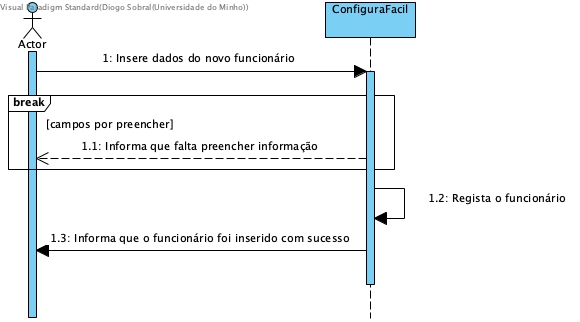 Visual Paradigm Standard(Diogo Sobral(Universidade do Minho))
ConfiguraFacil
Actor
1: Insere dados do novo funcionário
break
[campos por preencher]
1.1: Informa que falta preencher informação
1.2: Regista o funcionário
1.3: Informa que o funcionário foi inserido com sucesso